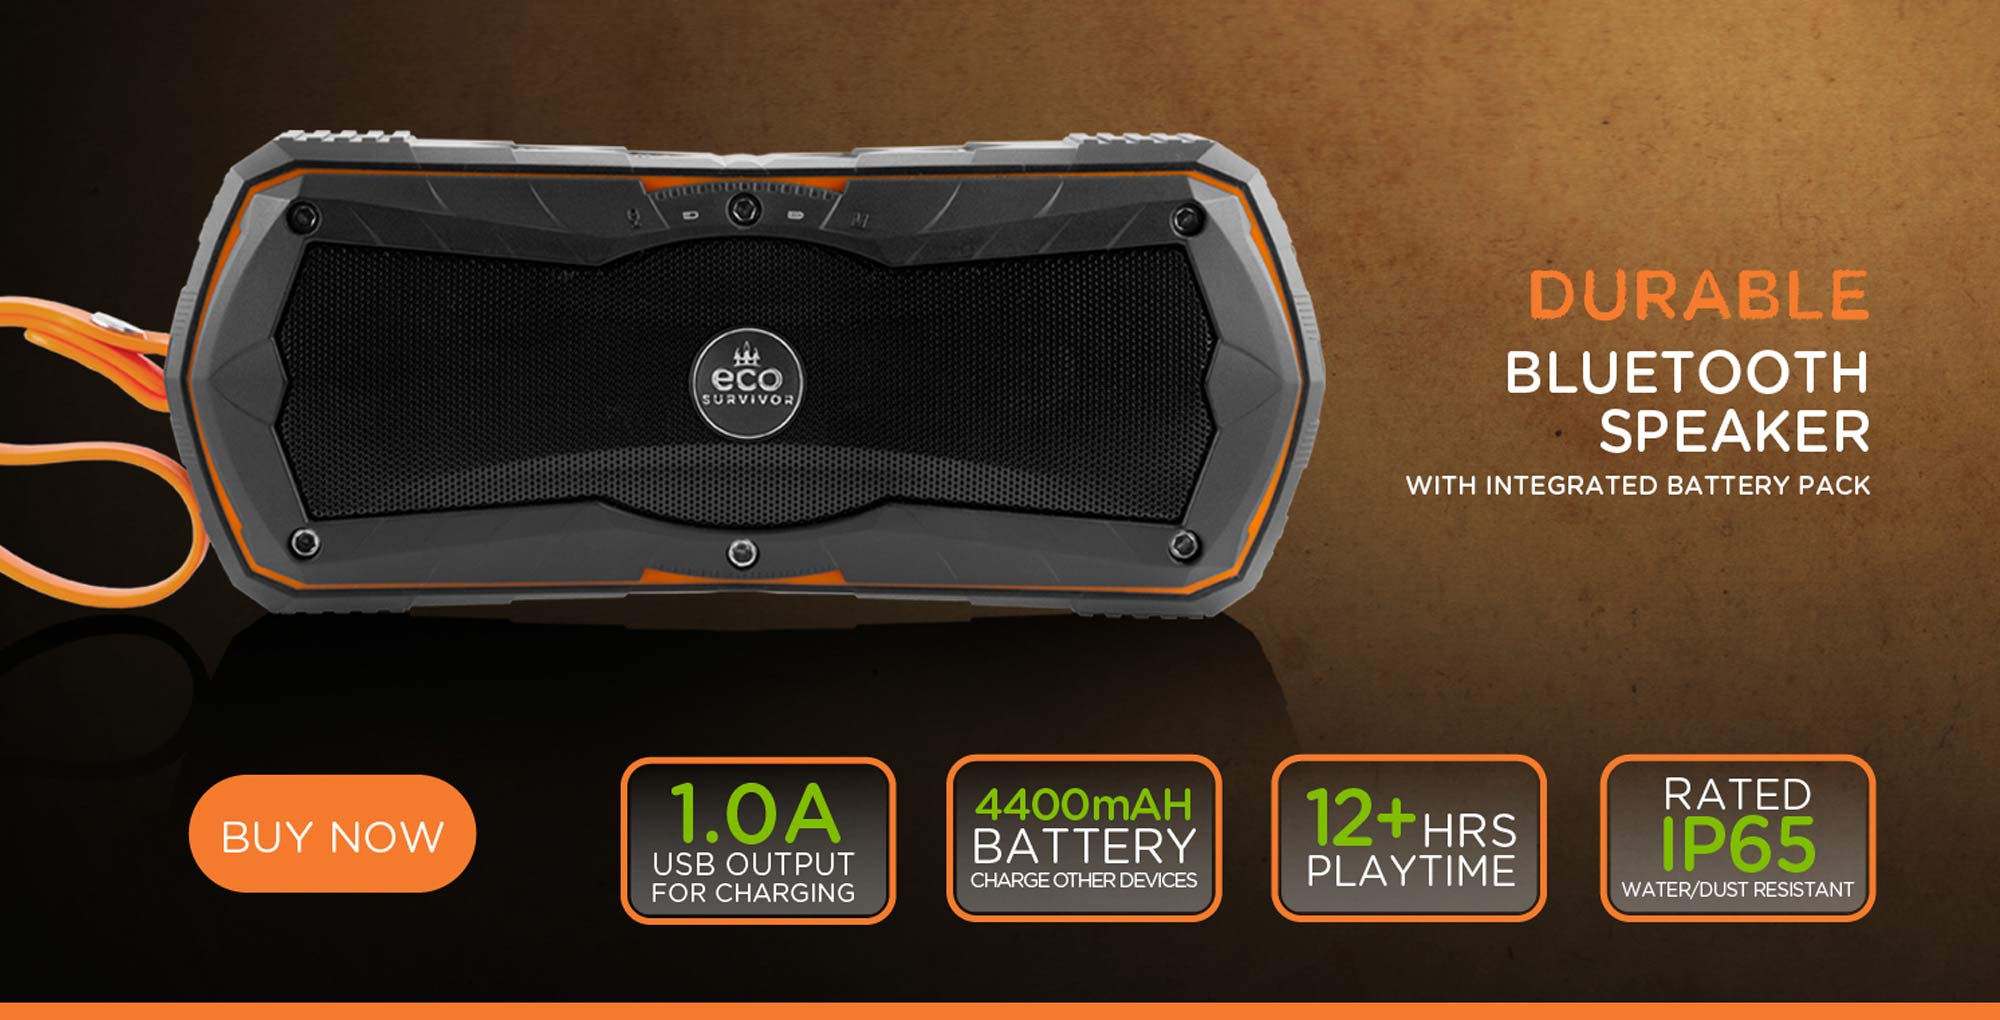 M
eco
SURVIVOR
DURABLE
BLUETOOTH
SPEAKER
WITH INTEGRATED BATTERY PACK
BUY NOW
1.0A
USB OUTPUT
FOR CHARGING
4400mAH
BATTERY
CHARGE OTHER DEVICES
12+HRS
PLAYTIME
RATED
IP65
WATER/DUST RESISTANT